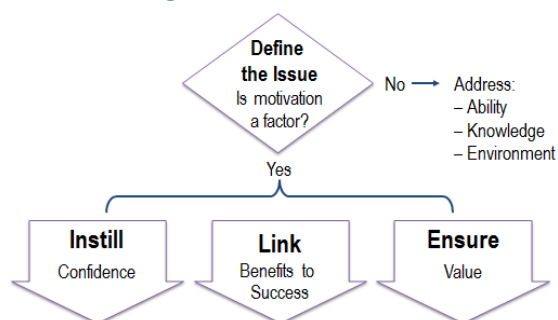 Define
the Issue
Is motivation
a factor?
No
Address:
– Ability
– Knowledge
– Environment
Yes
Instill
Confidence
Link
Benefits to
Success
Ensure
Value